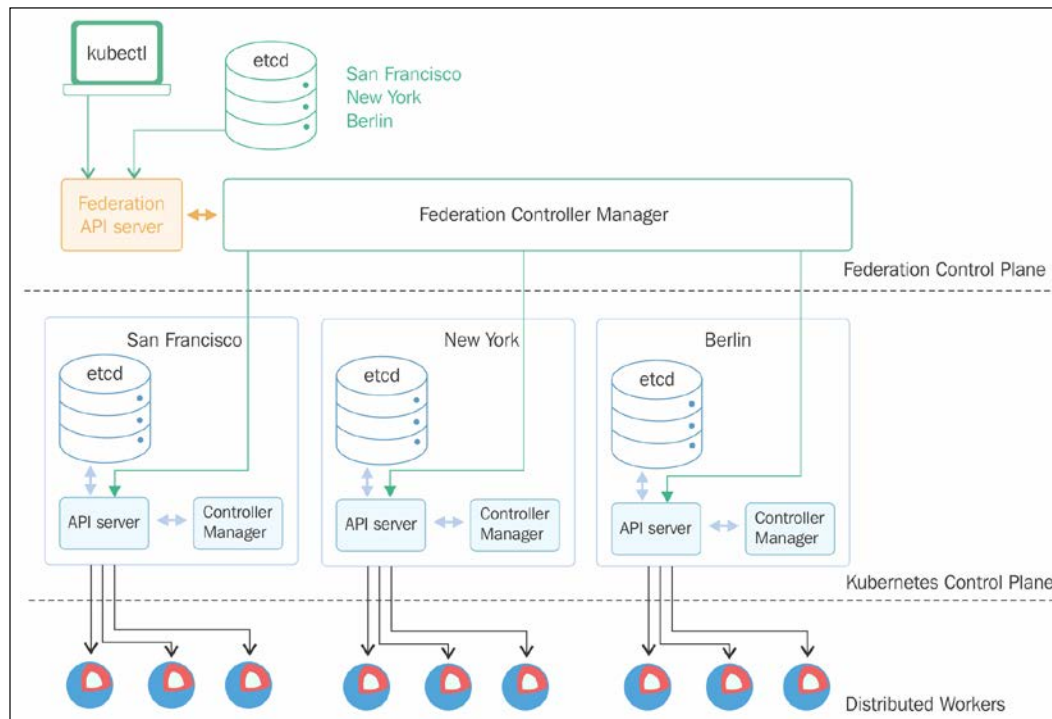 kubectl
etcd
San Francisco
New York
Berlin
Federation
API server
Federation Controller Manager
Federation Control Plane
San Francisco
etcd
API server
Controller
Manager
New York
etcd
API server
Controller
Manager
Berlin
etcd
API server
Controller
Manager
Kubernetes Control Plane
Distributed Workers